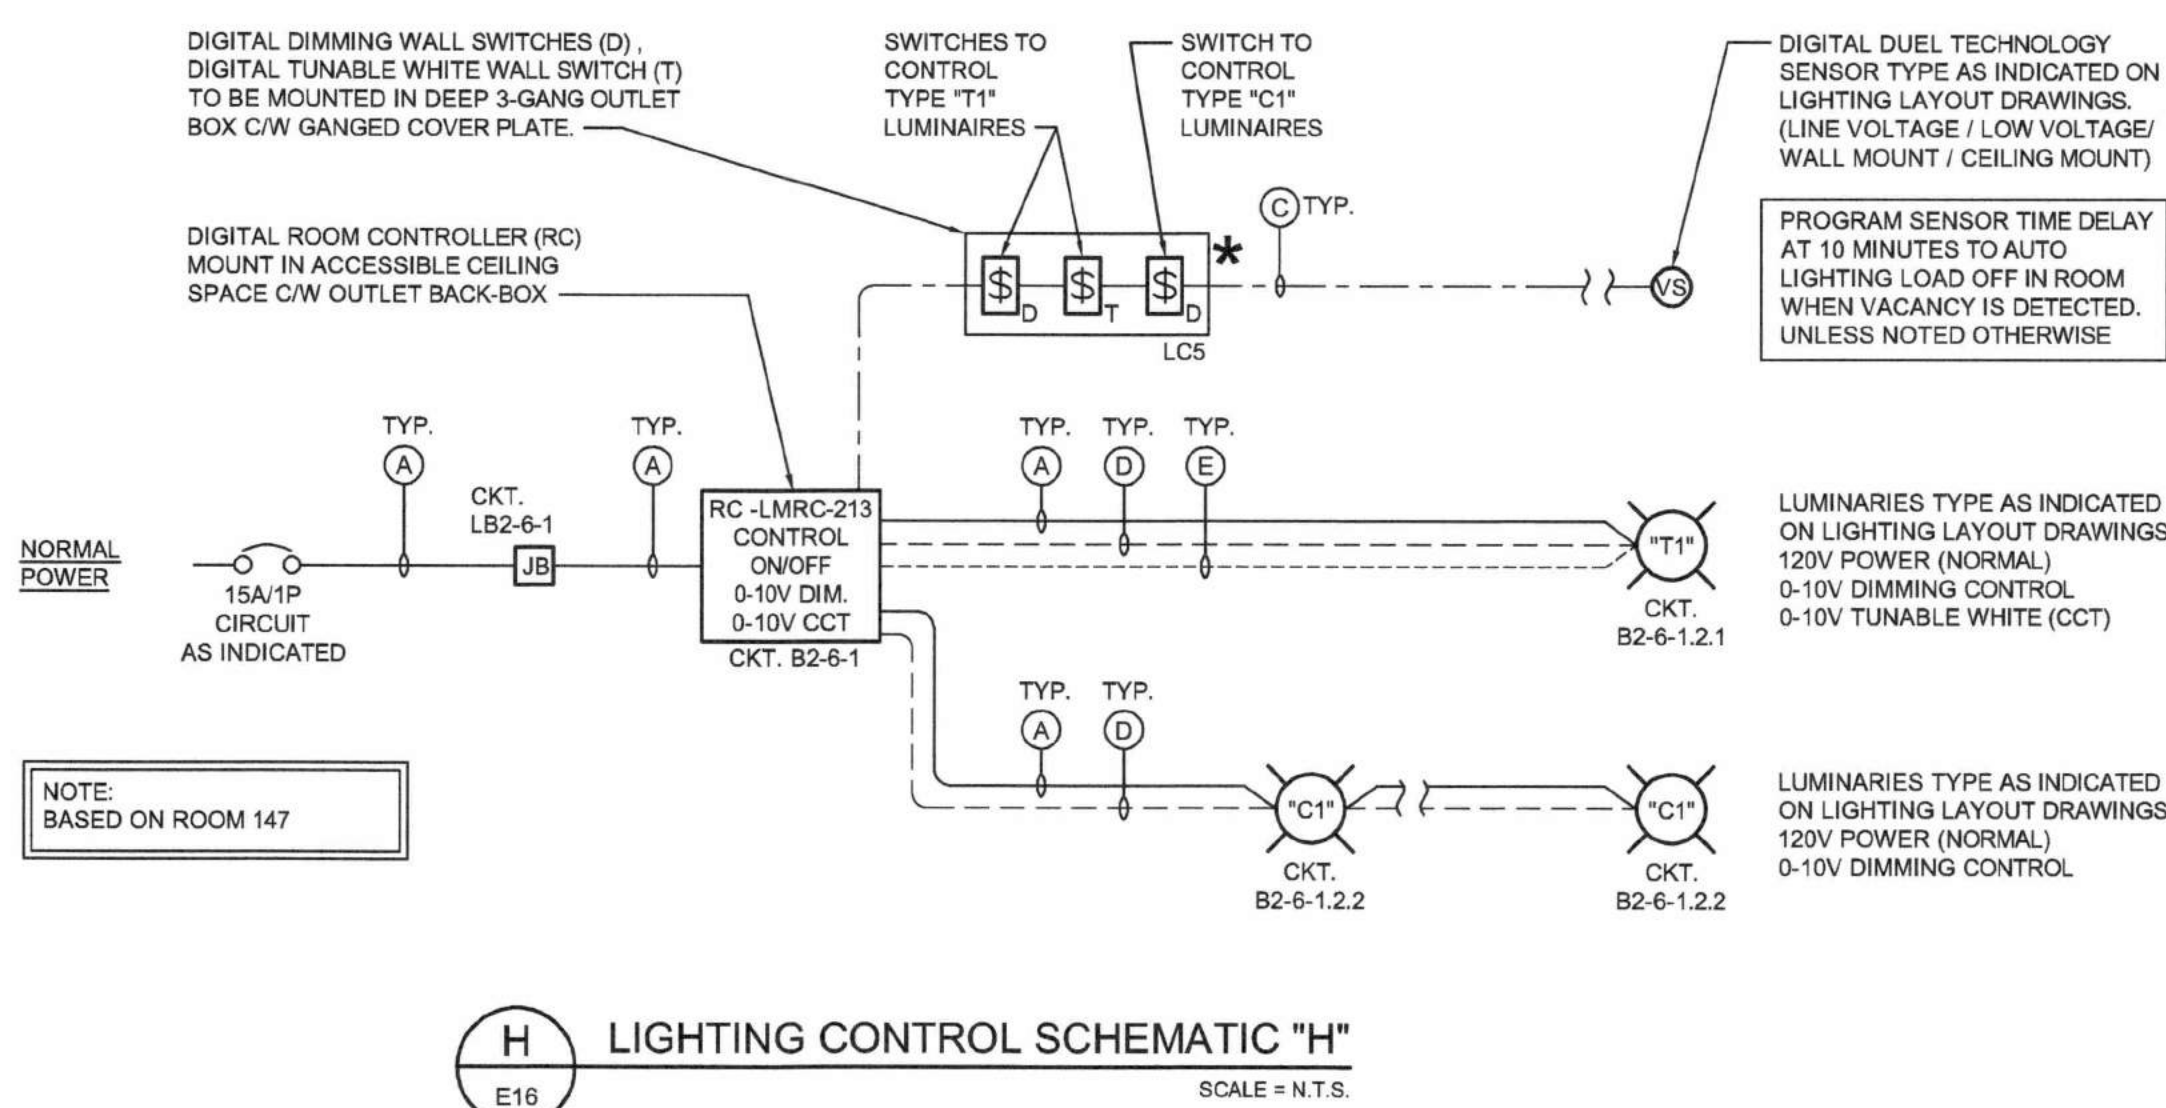 DIGITAL DIMMING WALL SWITCHES (D) ,
DIGITAL TUNABLE WHITE WALL SWITCH (T)
TO BE MOUNTED IN DEEP 3-GANG OUTLET
BOX C/W GANGED COVER PLATE.
SWITCHES TO
CONTROL
TYPE "T1"
LUMINAIRES
SWITCH TO
CONTROL
TYPE "C1"
LUMINAIRES
DIGITAL DUEL TECHNOLOGY
SENSOR TYPE AS INDICATED ON
LIGHTING LAYOUT DRAWINGS.
(LINE VOLTAGE / LOW VOLTAGE/
WALL MOUNT / CEILING MOUNT)
DIGITAL ROOM CONTROLLER (RC)
MOUNT IN ACCESSIBLE CEILING
SPACE C/W OUTLET BACK-BOX
$ D $ T $ D *
LC5
C TYP.
VS
PROGRAM SENSOR TIME DELAY
AT 10 MINUTES TO AUTO
LIGHTING LOAD OFF IN ROOM
WHEN VACANCY IS DETECTED.
UNLESS NOTED OTHERWISE
NORMAL
POWER
15A/1P
CIRCUIT
AS INDICATED
TYP.
A
CKT.
LB2-6-1
JB
TYP.
A
RC -LMRC-213
CONTROL
ON/OFF
0-10V DIM.
0-10V CCT
CKT. B2-6-1
TYP. TYP. TYP.
A D E
"T1"
CKT.
B2-6-1.2.1
LUMINARIES TYPE AS INDICATED
ON LIGHTING LAYOUT DRAWINGS
120V POWER (NORMAL)
0-10V DIMMING CONTROL
0-10V TUNABLE WHITE (CCT)
TYP. TYP.
A D
"C1"
CKT.
B2-6-1.2.2
"C1"
CKT.
B2-6-1.2.2
LUMINARIES TYPE AS INDICATED
ON LIGHTING LAYOUT DRAWINGS
120V POWER (NORMAL)
0-10V DIMMING CONTROL
NOTE:
BASED ON ROOM 147
H
E16
LIGHTING CONTROL SCHEMATIC "H"
SCALE = N.T.S.